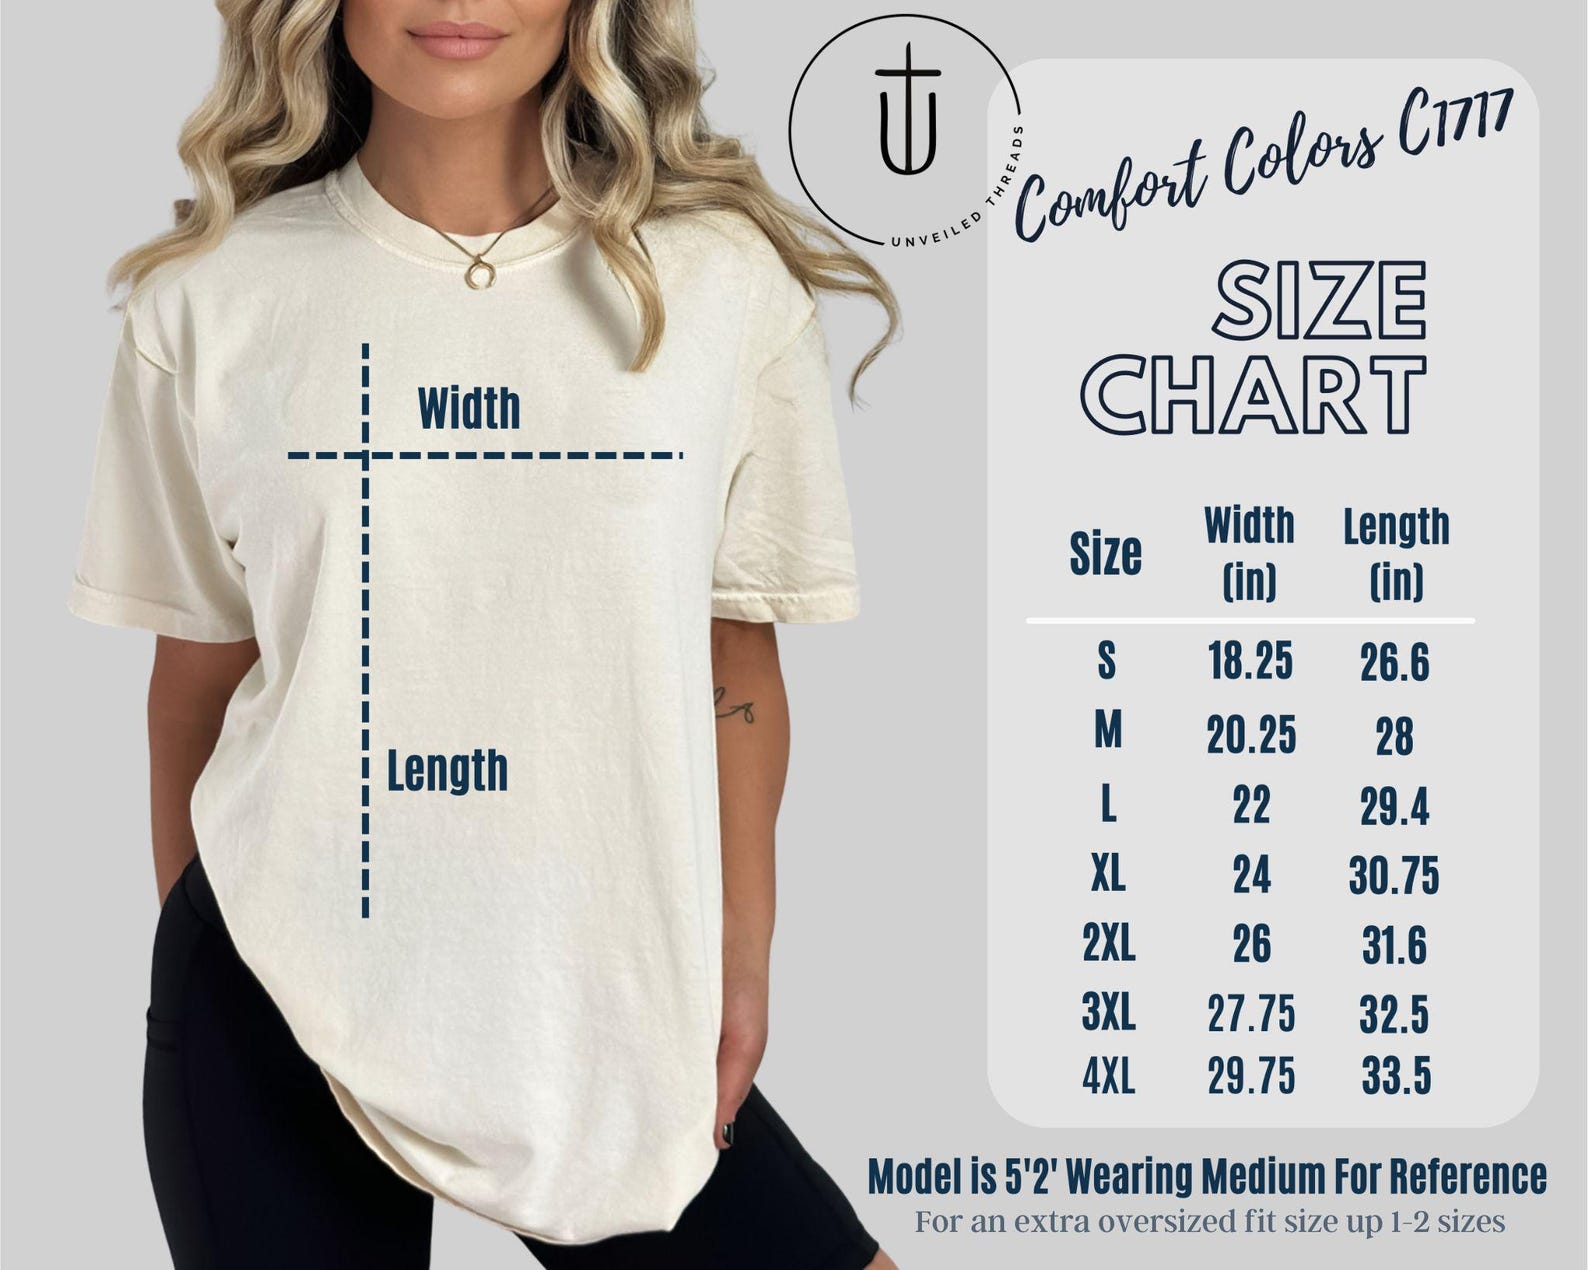 UNVEILED THREADS
Comfort Colors C1717
SIZE
CHART
Width
Length
Size Width (in) Length (in)
S 18.25 26.6
M 20.25 28
L 22 29.4
XL 24 30.75
2XL 26 31.6
3XL 27.75 32.5
4XL 29.75 33.5
Model is 5'2' Wearing Medium For Reference
For an extra oversized fit size up 1-2 sizes